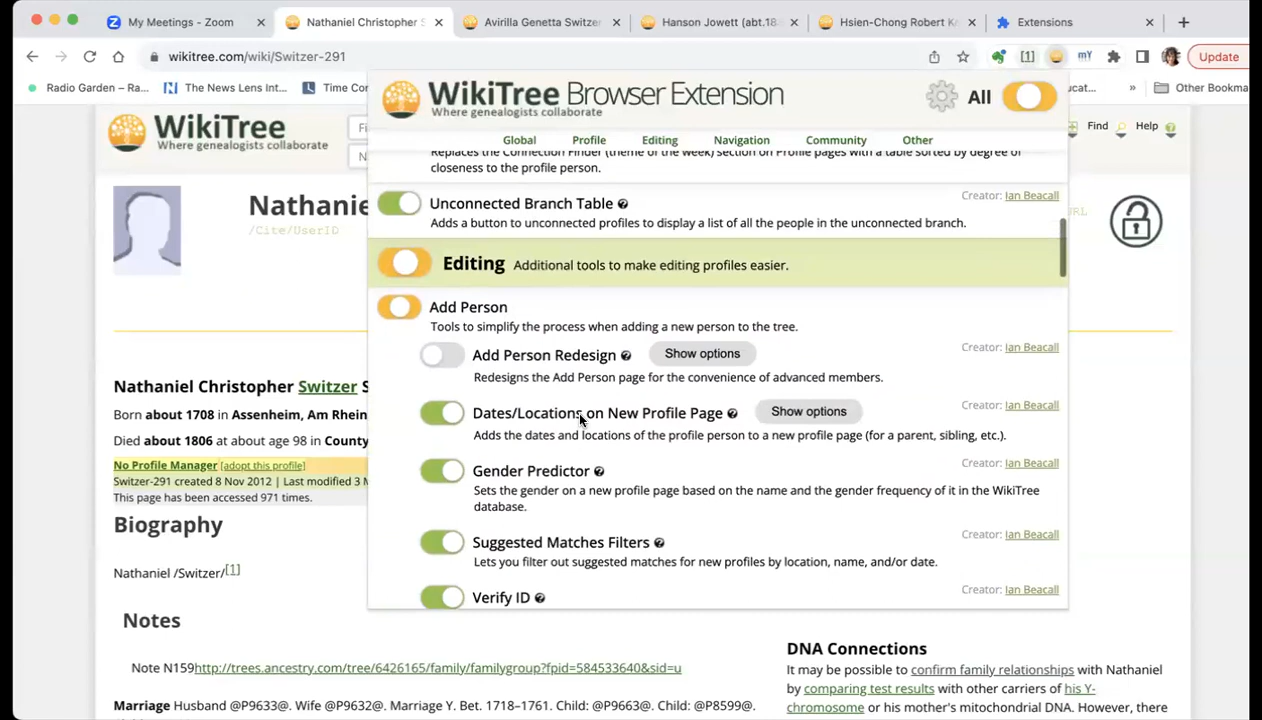 My Meetings - Zoom
Nathaniel Christopher S
Avirilla Genetta Switzer
Hanson Jowett (abt.18
Hsien-Chong Robert K
Extensions
wikitree.com/wiki/Switzer-291
Update
Radio Garden – Ra...
The News Lens Int...
Time Con
ucat...
Other Bookma
WikiTree
Where genealogists collaborate
Find
Help
WikiTree Browser Extension
Where genealogists collaborate
All
Global Profile Editing Navigation Community Other
Replaces the Connection Finder (theme of the week) section on Profile pages with a table sorted by degree of
closeness to the profile person.
Unconnected Branch Table
Creator: Ian Beacall
Adds a button to unconnected profiles to display a list of all the people in the unconnected branch.
Editing Additional tools to make editing profiles easier.
Add Person
Tools to simplify the process when adding a new person to the tree.
Add Person Redesign Show options
Creator: Ian Beacall
Redesigns the Add Person page for the convenience of advanced members.
Dates/Locations on New Profile Page Show options
Creator: Ian Beacall
Adds the dates and locations of the profile person to a new profile page (for a parent, sibling, etc.).
Gender Predictor
Creator: Ian Beacall
Sets the gender on a new profile page based on the name and the gender frequency of it in the WikiTree
database.
Suggested Matches Filters
Creator: Ian Beacall
Lets you filter out suggested matches for new profiles by location, name, and/or date.
Verify ID
Creator: Ian Beacall
Nathaniel
/Cite/UserID
URL
Nathaniel Christopher Switzer S
Born about 1708 in Assenheim, Am Rhein
Died about 1806 at about age 98 in County
No Profile Manager [adopt this profile]
Switzer-291 created 8 Nov 2012 | Last modified 3 M
This page has been accessed 971 times.
Biography
Nathaniel /Switzer/[1]
Notes
Note N159http://trees.ancestry.com/tree/6426165/family/familygroup?fpid=584533640&sid=u
Marriage Husband @P9633@. Wife @P9632@. Marriage Y. Bet. 1718–1761. Child: @P9663@. Child: @P8599@.
DNA Connections
It may be possible to confirm family relationships with Nathaniel
by comparing test results with other carriers of his Y-
chromosome or his mother's mitochondrial DNA. However, there